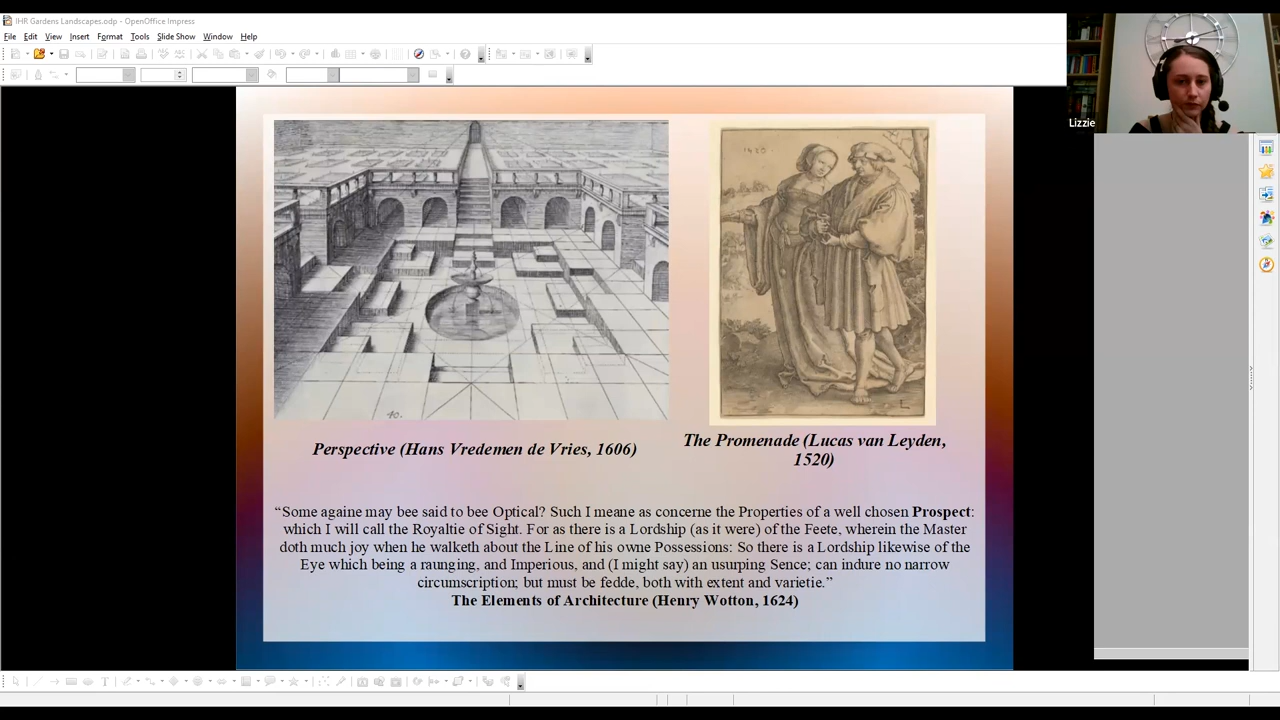 IHR Gardens Landscapes.odp - OpenOffice Impress
File Edit View Insert Format Tools Slide Show Window Help
Lizzie
1520
L
40.
Perspective (Hans Vredemen de Vries, 1606)
The Promenade (Lucas van Leyden,
1520)
“Some againe may bee said to bee Optical? Such I meane as concerne the Properties of a well chosen Prospect:
which I will call the Royaltie of Sight. For as there is a Lordship (as it were) of the Feete, wherein the Master
doth much joy when he walketh about the Line of his owne Possessions: So there is a Lordship likewise of the
Eye which being a raunging, and Imperious, and (I might say) an usurping Sence; can indure no narrow
circumscription; but must be fedde, both with extent and varietie.”
The Elements of Architecture (Henry Wotton, 1624)